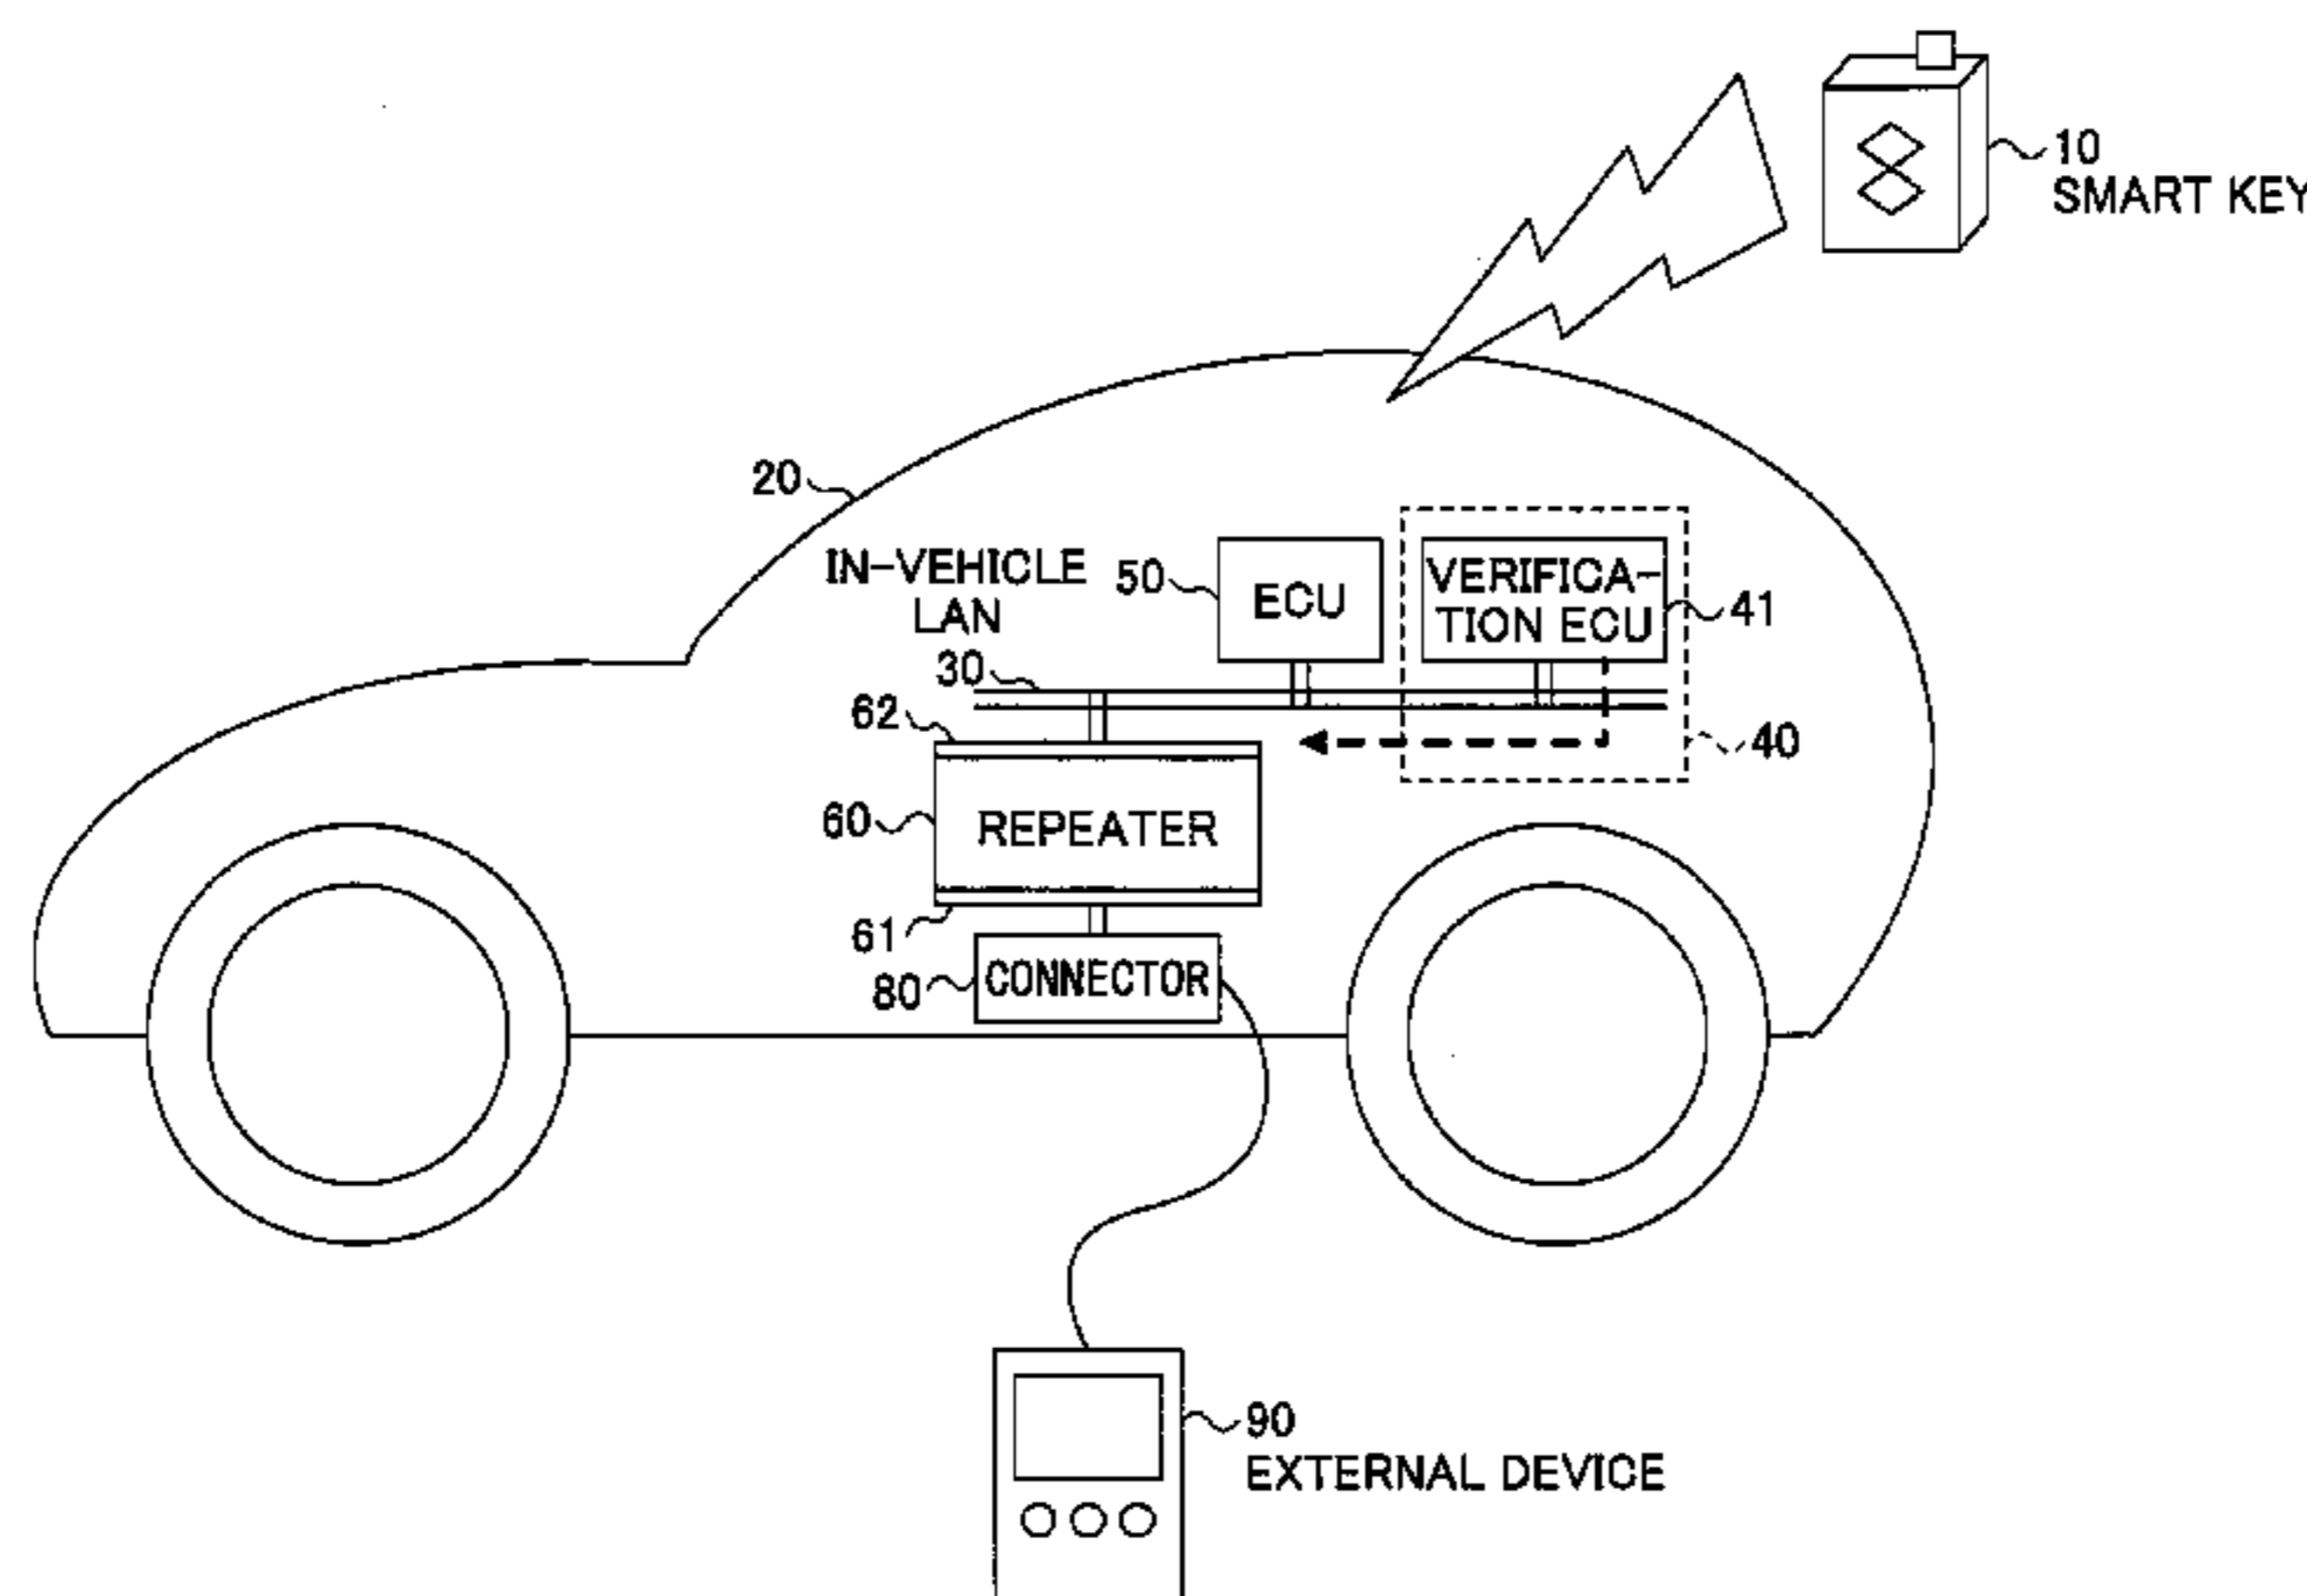 10
SMART KEY
20
IN-VEHICLE
LAN
50
ECU
VERIFICA-
TION ECU
41
30
62
40
60
REPEATER
61
80
CONNECTOR
90
EXTERNAL DEVICE